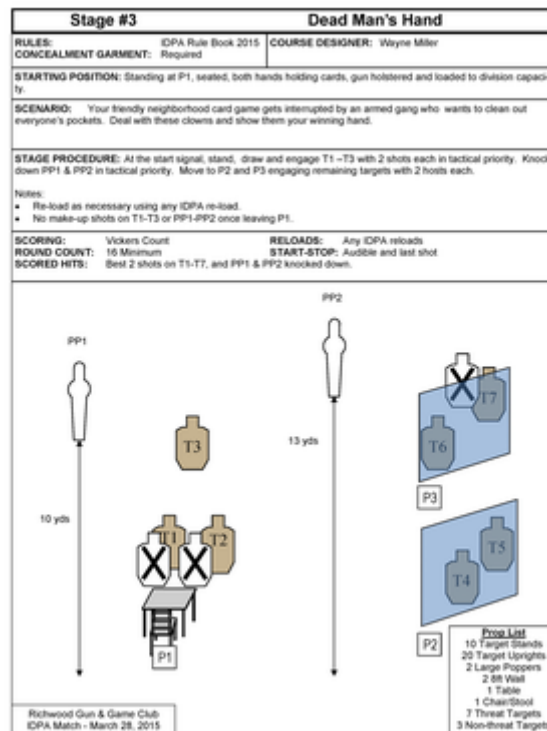 Stage #3
Dead Man's Hand
RULES: IDPA Rule Book 2015
CONCEALMENT GARMENT: Required
COURSE DESIGNER: Wayne Miller
STARTING POSITION: Standing at P1, seated, both hands holding cards, gun holstered and loaded to division capaci-
ty.
SCENARIO: Your friendly neighborhood card game gets interrupted by an armed gang who wants to clean out
everyone's pockets. Deal with these clowns and show them your winning hand.
STAGE PROCEDURE: At the start signal, stand, draw and engage T1 –T3 with 2 shots each in tactical priority. Knock
down PP1 & PP2 in tactical priority. Move to P2 and P3 engaging remaining targets with 2 hosts each.
Notes:
• Re-load as necessary using any IDPA re-load.
• No make-up shots on T1-T3 or PP1-PP2 once leaving P1.
SCORING: Vickers Count
ROUND COUNT: 16 Minimum
SCORED HITS: Best 2 shots on T1-T7, and PP1 & PP2 knocked down.
RELOADS: Any IDPA reloads
START-STOP: Audible and last shot
PP2
PP1
X
T7
T3
T6
13 yds
P3
10 yds
T1
T2
X
X
T5
T4
P1
P2
Prop List
10 Target Stands
20 Target Uprights
2 Large Poppers
2 8ft Wall
1 Table
1 Chair/Stool
7 Threat Targets
3 Non-threat Targets
Richwood Gun & Game Club
IDPA Match - March 28, 2015